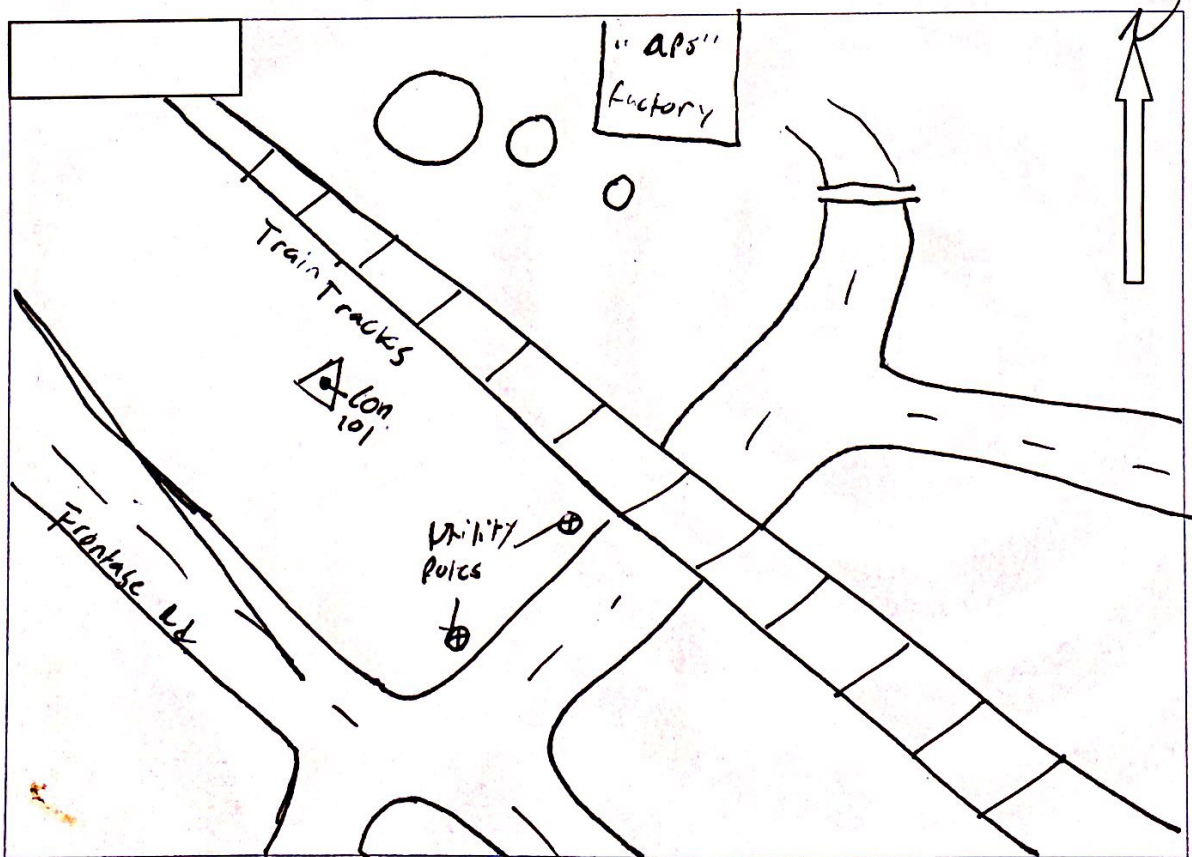 N
"aps"
factory
Train Tracks
Con
101
Utility
Poles
Frontage Rd